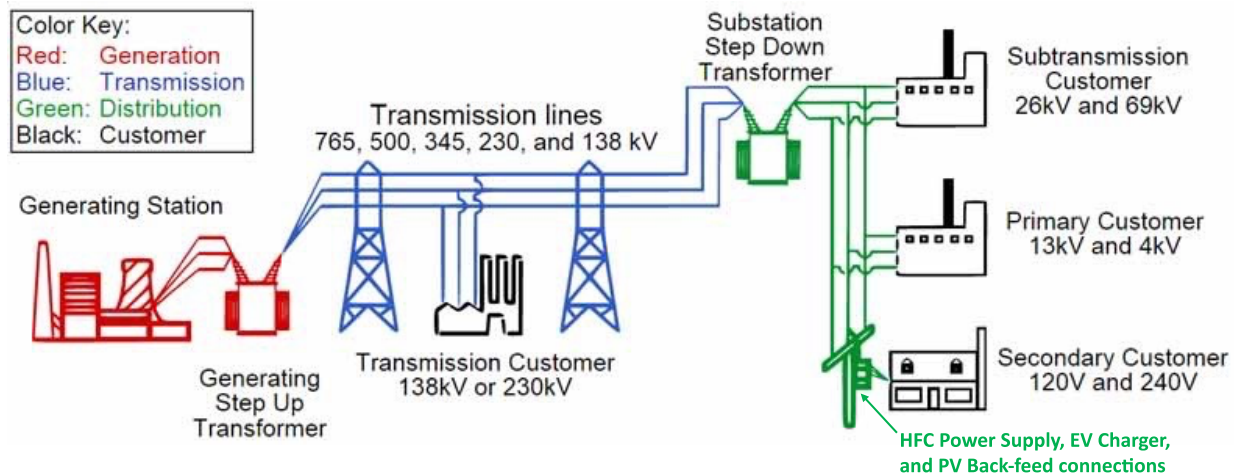 Color Key:
Red: Generation
Blue: Transmission
Green: Distribution
Black: Customer
Generating Station
Generating
Step Up
Transformer
Transmission lines
765, 500, 345, 230, and 138 kV
Transmission Customer
138kV or 230kV
Substation
Step Down
Transformer
Subtransmission
Customer
26kV and 69kV
Primary Customer
13kV and 4kV
Secondary Customer
120V and 240V
HFC Power Supply, EV Charger,
and PV Back-feed connections